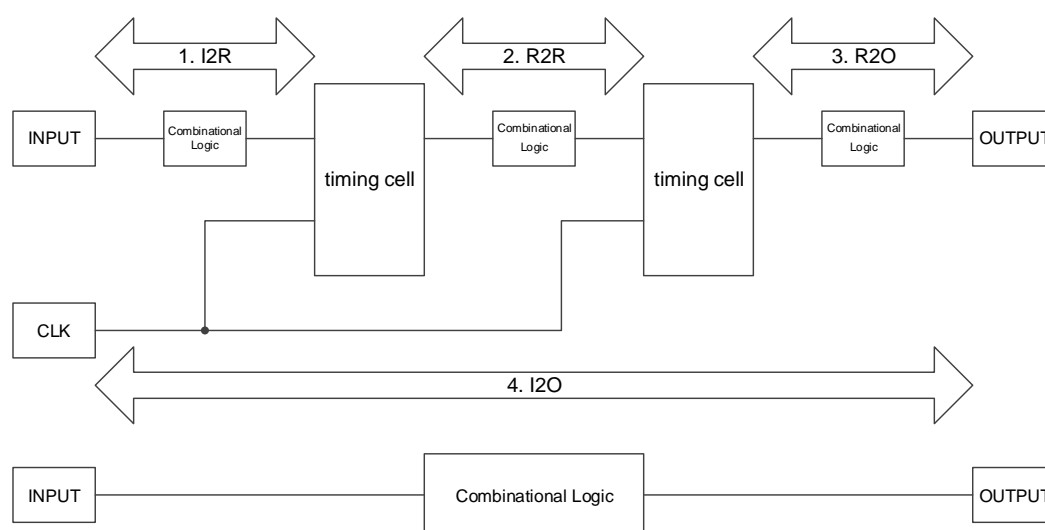 1. I2R
2. R2R
3. R2O
INPUT
Combinational
Logic
timing cell
Combinational
Logic
timing cell
Combinational
Logic
OUTPUT
CLK
4. I2O
INPUT
Combinational Logic
OUTPUT